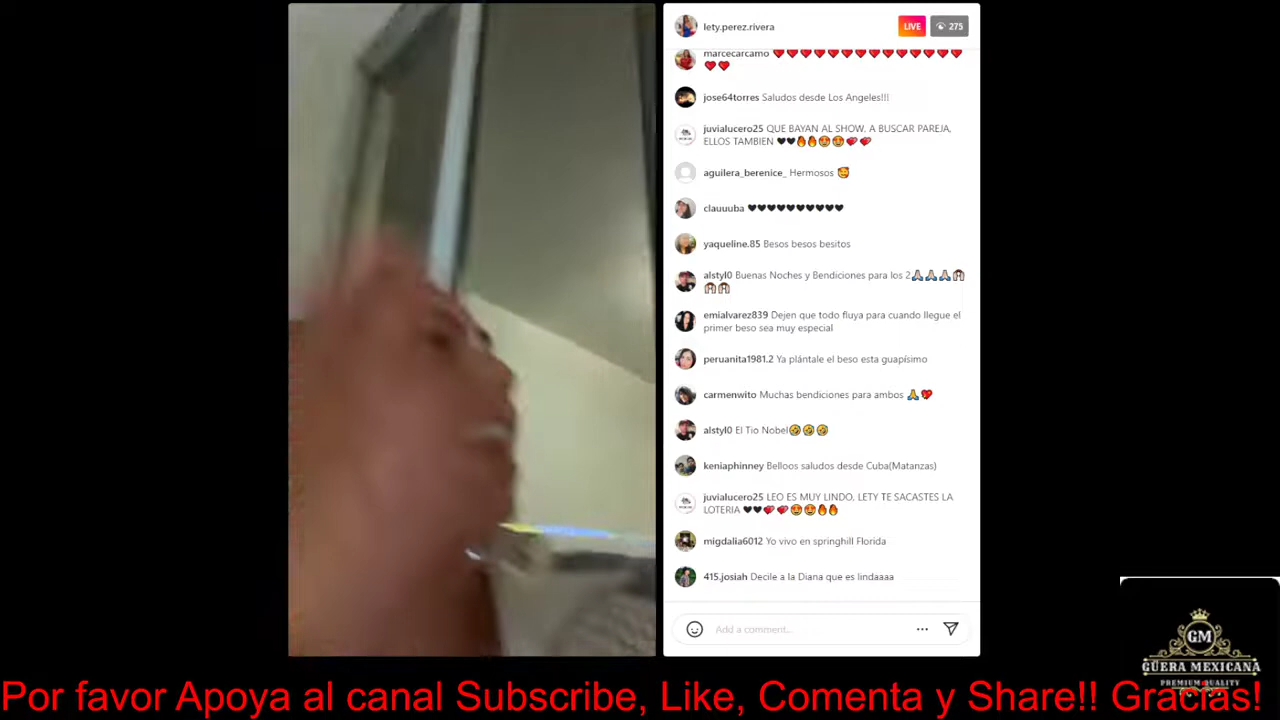 lety.perez.rivera LIVE 275
marcecarcamo ❤❤❤❤❤❤❤❤❤❤❤❤❤❤
❤❤
jose64torres Saludos desde Los Angeles!!!
juvialucero25 QUE BAYAN AL SHOW, A BUSCAR PAREJA,
ELLOS TAMBIEN 🖤🖤🔥🔥😍😍💕💕
aguilera_berenice_ Hermosos 🥰
clauuuba 🖤🖤🖤🖤🖤🖤🖤🖤🖤🖤
yaqueline.85 Besos besos besitos
alstyl0 Buenas Noches y Bendiciones para los 2🙏🙏🙏👐
👐👐
emialvarez839 Dejen que todo fluya para cuando llegue el
primer beso sea muy especial
peruanita1981.2 Ya plántale el beso esta guapísimo
carmenwito Muchas bendiciones para ambos 🙏💖
alstyl0 El Tio Nobel🤣🤣🤣
keniaphinney Belloos saludos desde Cuba(Matanzas)
juvialucero25 LEO ES MUY LINDO, LETY TE SACASTES LA
LOTERIA 🖤🖤💕💕😍😍🔥🔥
migdalia6012 Yo vivo en springhill Florida
415.josiah Decile a la Diana que es lindaaaa
Add a comment...
GM
GÜERA MEXICANA
PREMIUM QUALITY
Por favor Apoya al canal Subscribe, Like, Comenta y Share!! Gracias!